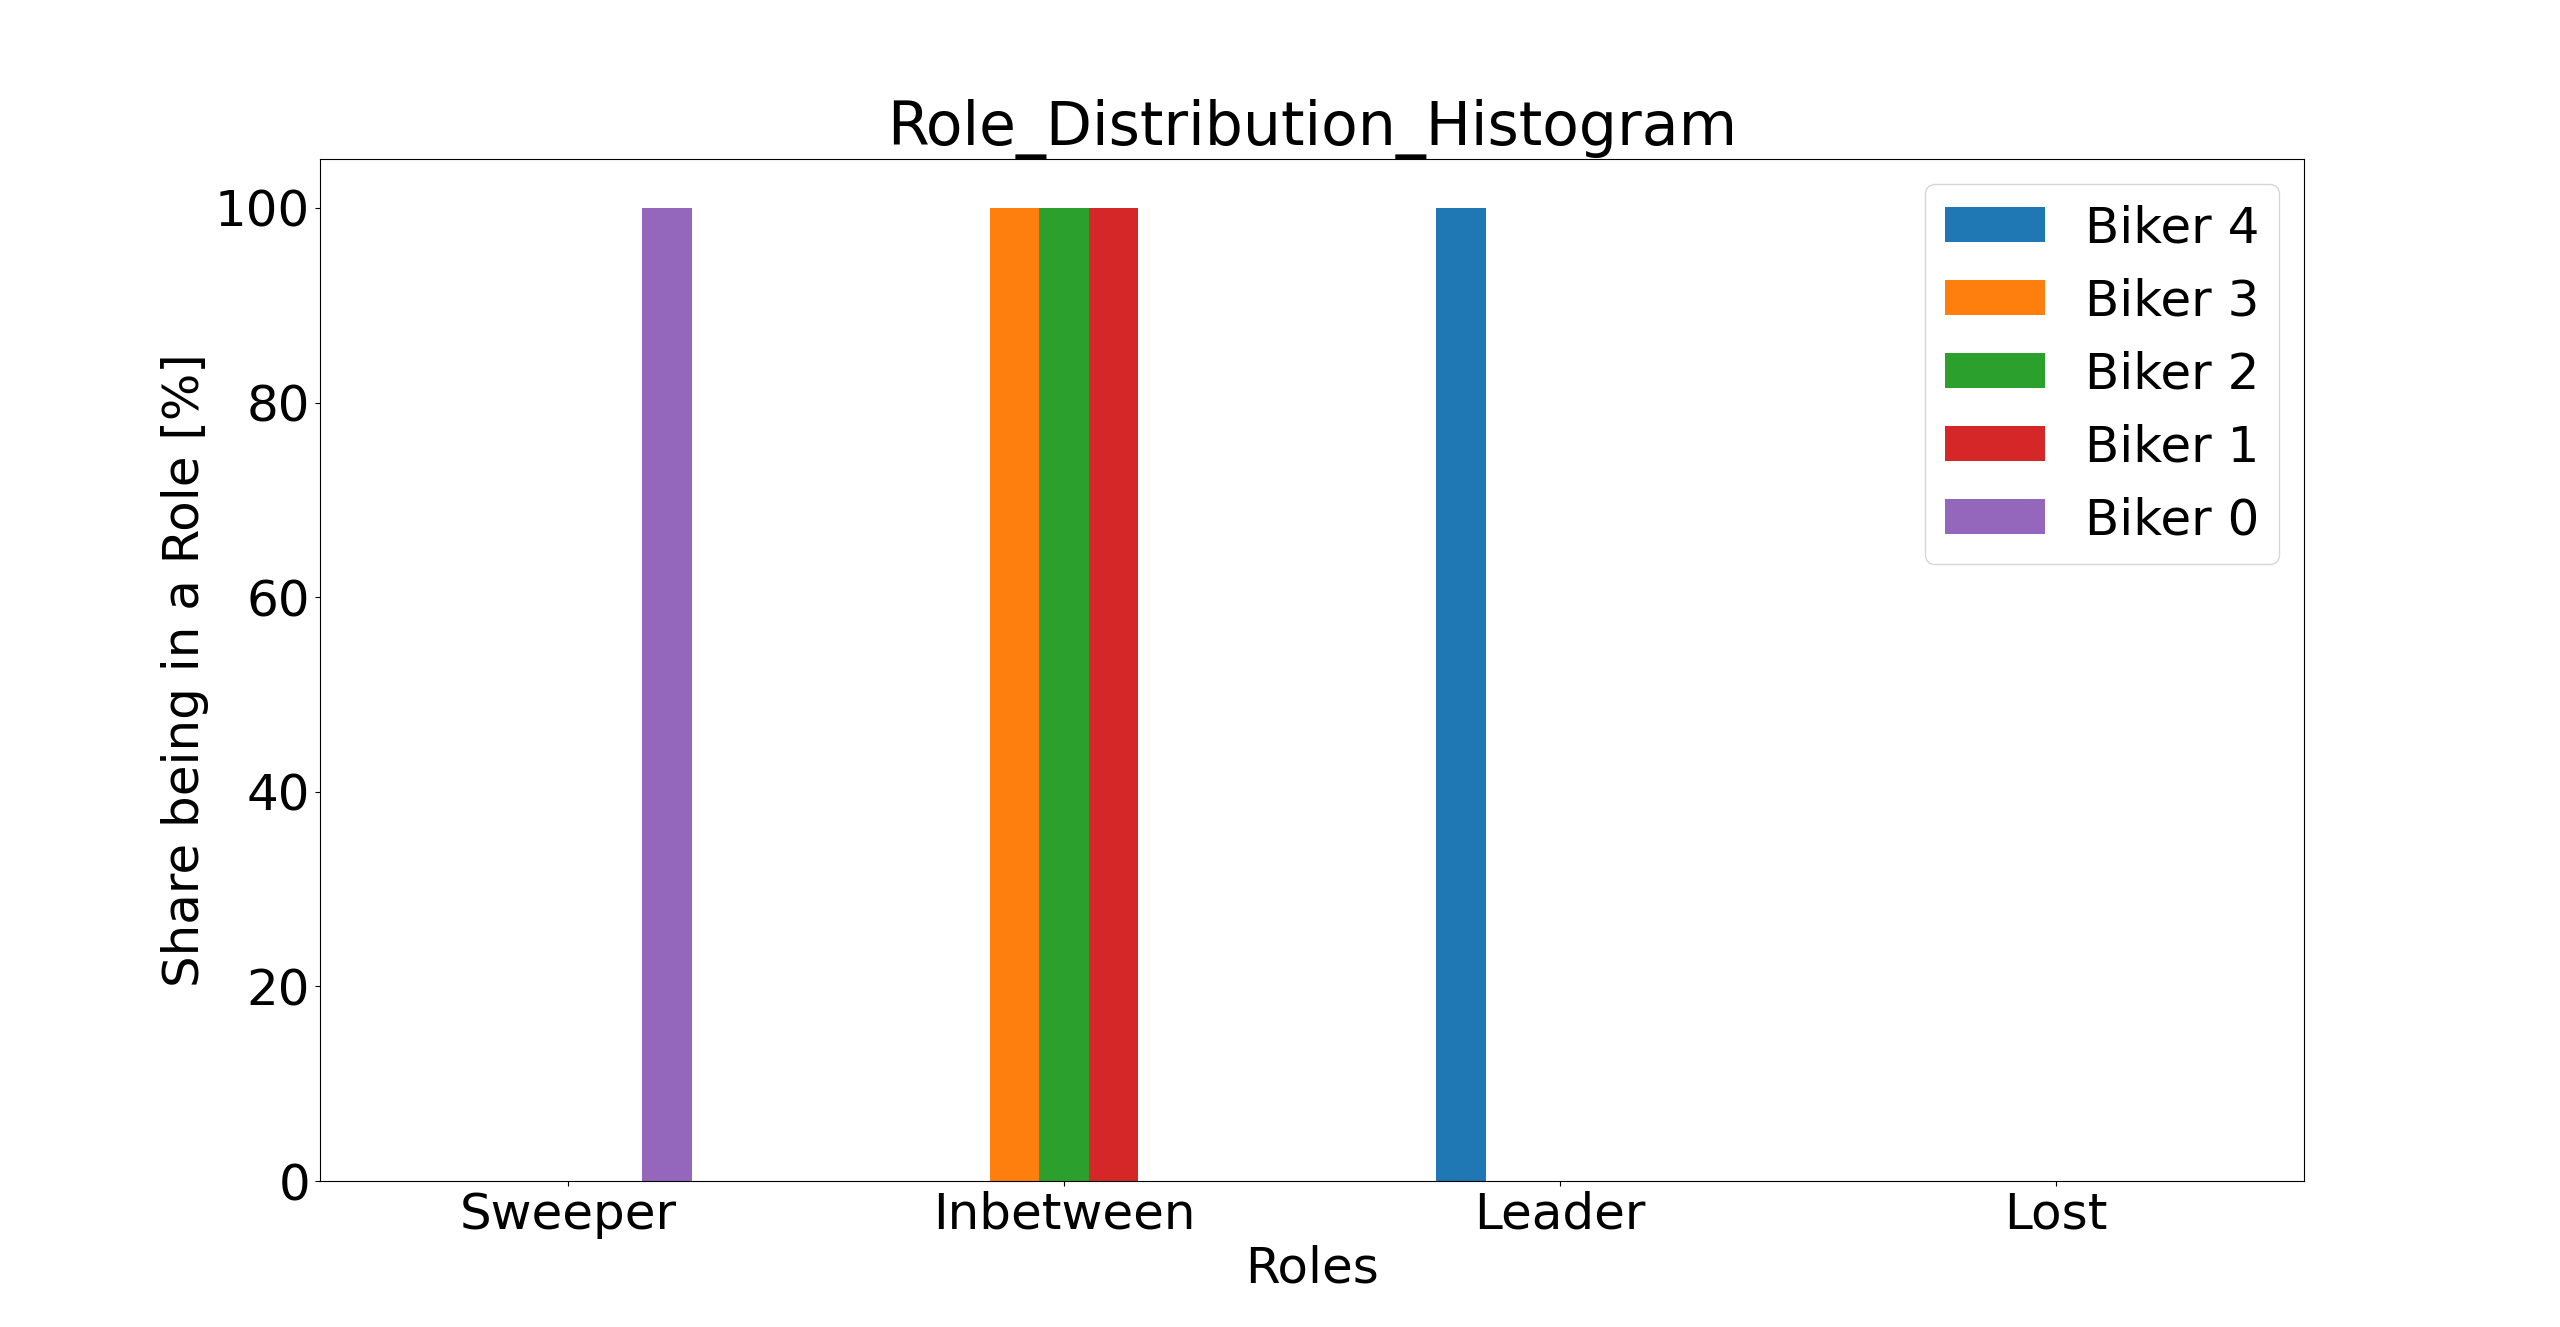 Role_Distribution_Histogram
Share being in a Role [%]
100
80
60
40
20
0
Biker 4
Biker 3
Biker 2
Biker 1
Biker 0
Sweeper Inbetween Leader Lost
Roles